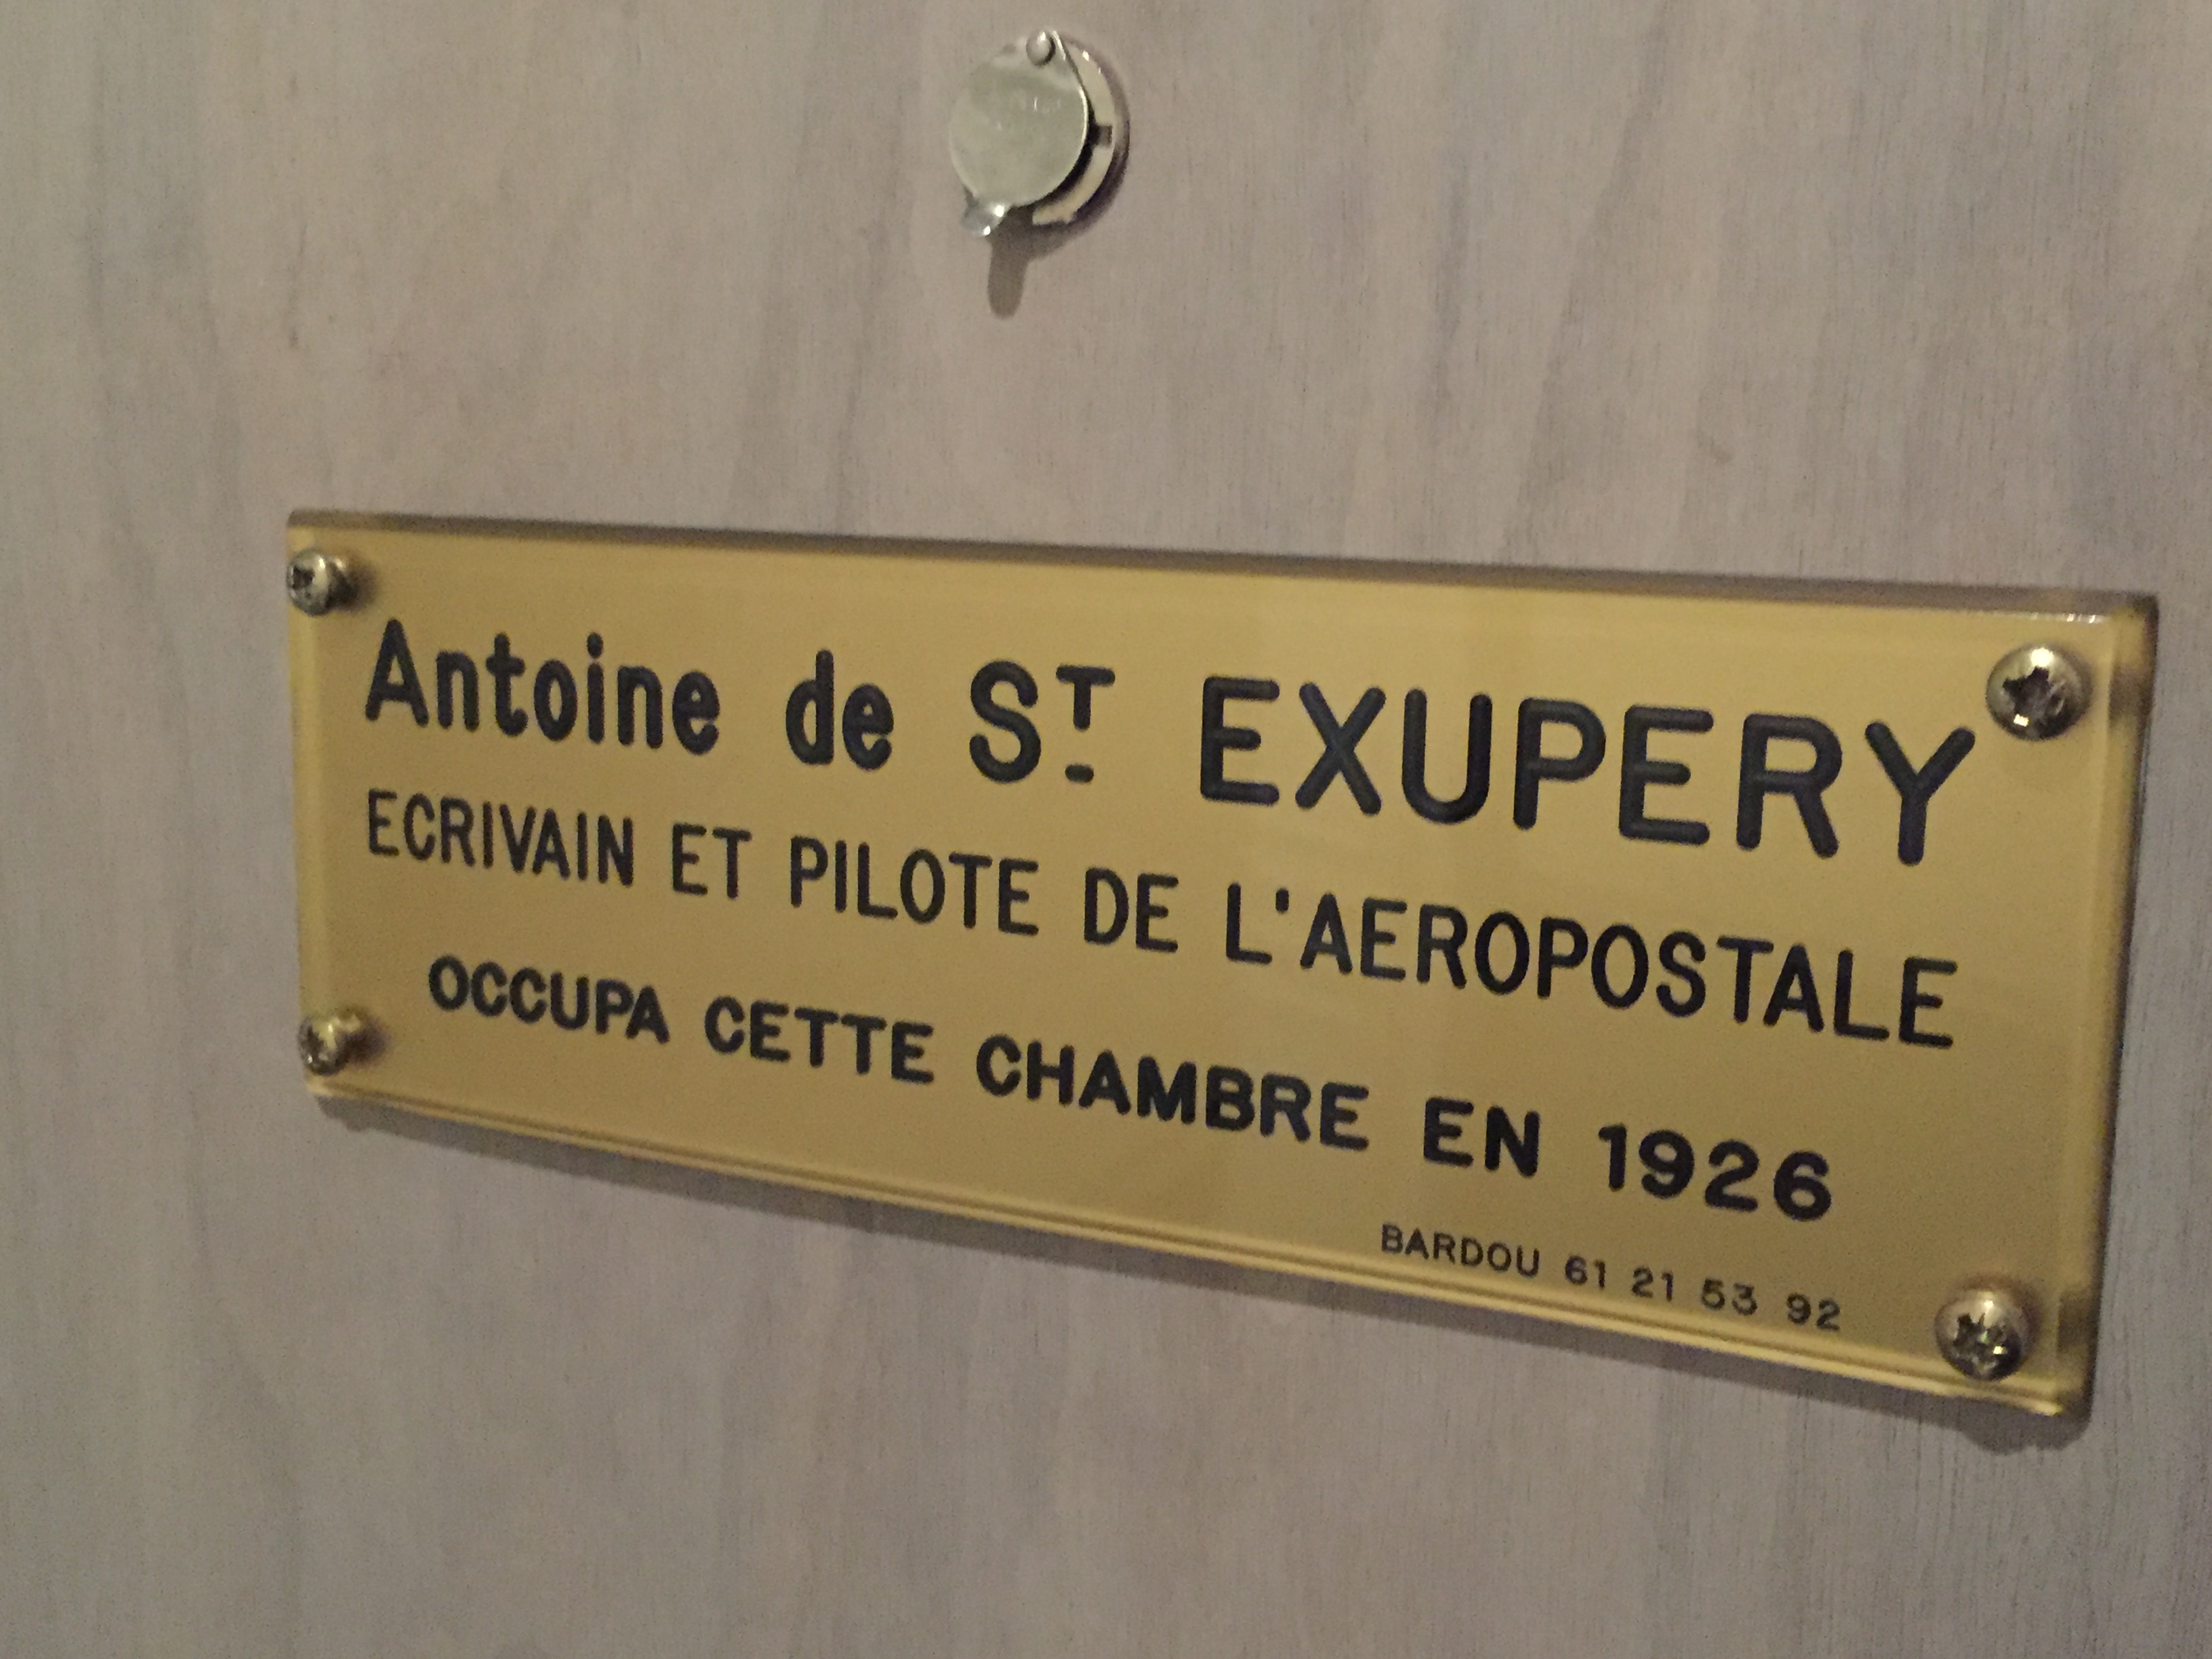 Antoine de ST EXUPERY
ECRIVAIN ET PILOTE DE L'AEROPOSTALE
OCCUPA CETTE CHAMBRE EN 1926
BARDOU 61 21 53 92